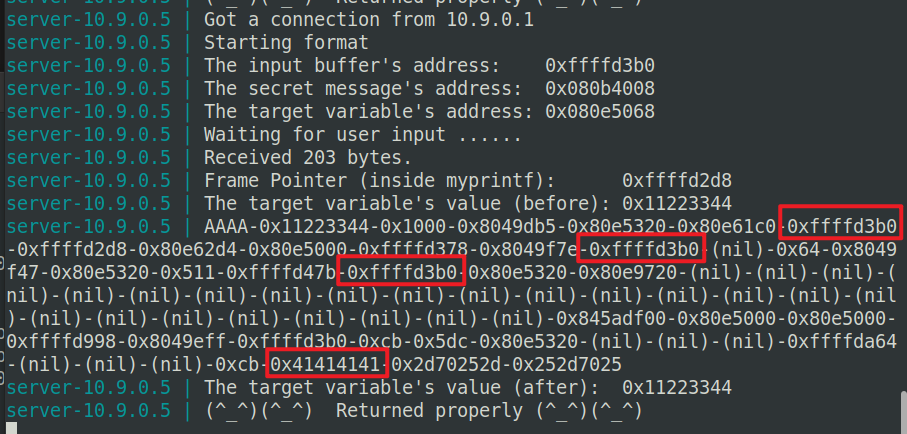 server-10.9.0.5 | (^_^)(^_^)  Returned properly (^_^)(^_^)
server-10.9.0.5 | Got a connection from 10.9.0.1
server-10.9.0.5 | Starting format
server-10.9.0.5 | The input buffer's address:    0xffffd3b0
server-10.9.0.5 | The secret message's address:  0x080b4008
server-10.9.0.5 | The target variable's address: 0x080e5068
server-10.9.0.5 | Waiting for user input ......
server-10.9.0.5 | Received 203 bytes.
server-10.9.0.5 | Frame Pointer (inside myprintf):      0xffffd2d8
server-10.9.0.5 | The target variable's value (before): 0x11223344
server-10.9.0.5 | AAAA-0x11223344-0x1000-0x8049db5-0x80e5320-0x80e61c0-0xffffd3b0
-0xffffd2d8-0x80e62d4-0x80e5000-0xffffd378-0x8049f7e-0xffffd3b0-(nil)-0x64-0x8049
f47-0x80e5320-0x511-0xffffd47b-0xffffd3b0-0x80e5320-0x80e9720-(nil)-(nil)-(nil)-(
nil)-(nil)-(nil)-(nil)-(nil)-(nil)-(nil)-(nil)-(nil)-(nil)-(nil)-(nil)-(nil)-(nil
)-(nil)-(nil)-(nil)-(nil)-(nil)-(nil)-(nil)-(nil)-0x845adf00-0x80e5000-0x80e5000-
0xffffd998-0x8049eff-0xffffd3b0-0xcb-0x5dc-0x80e5320-(nil)-(nil)-(nil)-0xffffda64
-(nil)-(nil)-(nil)-0xcb-0x41414141-0x2d70252d-0x252d7025
server-10.9.0.5 | The target variable's value (after):  0x11223344
server-10.9.0.5 | (^_^)(^_^)  Returned properly (^_^)(^_^)